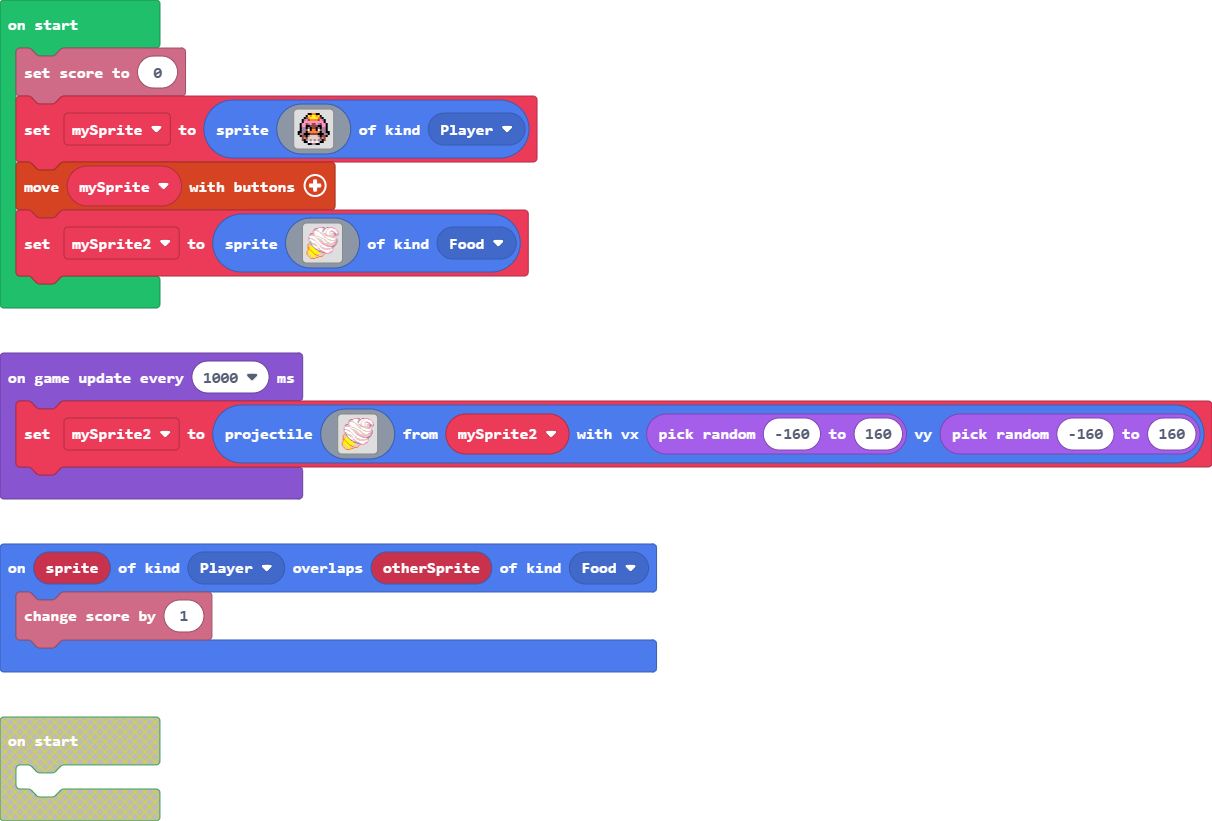 on start
set score to 0
set mySprite to sprite of kind Player
move mySprite with buttons
set mySprite2 to sprite of kind Food
on game update every 1000 ms
set mySprite2 to projectile from mySprite2 with vx pick random -160 to 160 vy pick random -160 to 160
on sprite of kind Player overlaps otherSprite of kind Food
change score by 1
on start